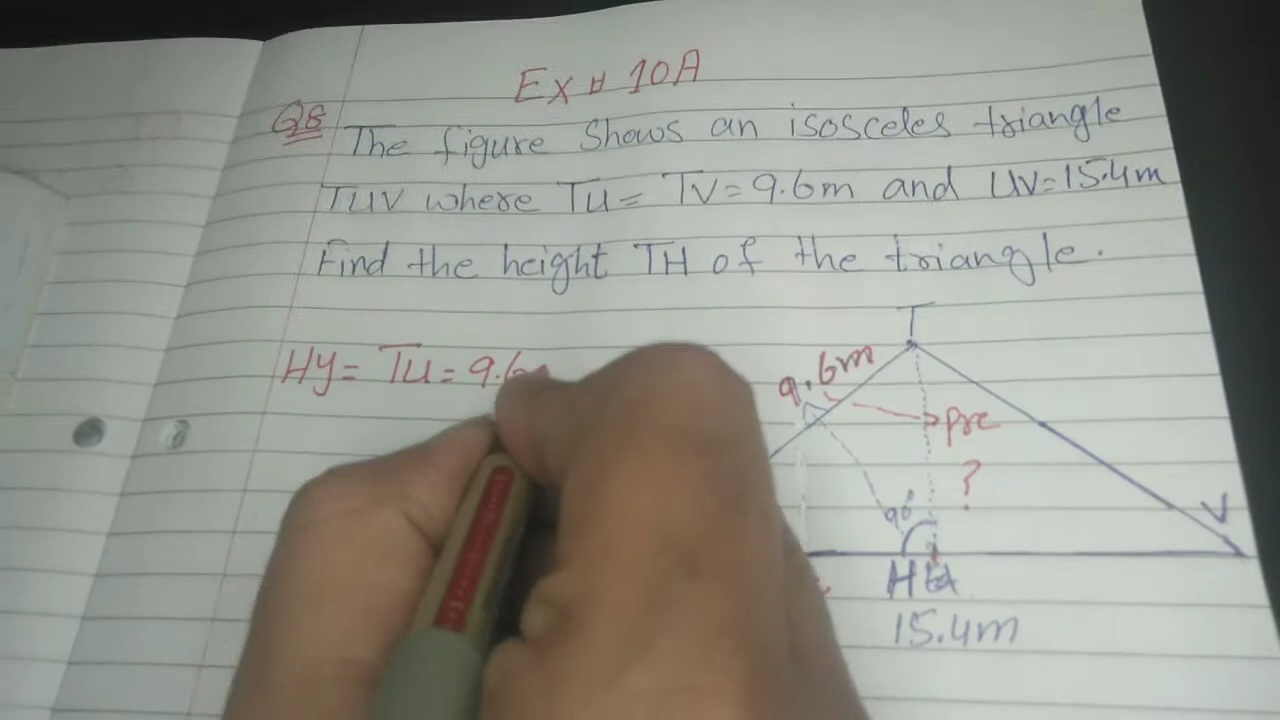 Ex # 10A
Q8
The figure Shows an isosceles triangle
TUV where TU = TV = 9.6m and UV = 15.4m
Find the height TH of the triangle.
T
Hy = TU = 9.6
9.6m
pre
?
V
90°
H
15.4m